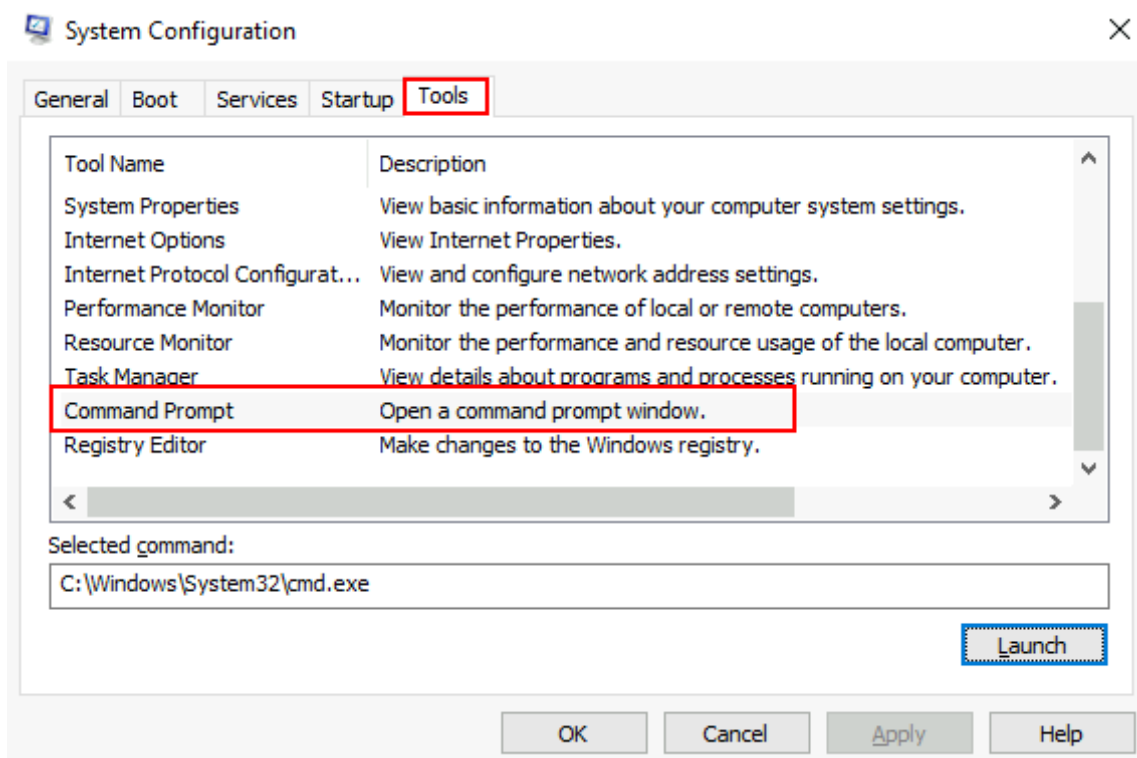 System Configuration
General Boot Services Startup Tools
Tool Name Description
System Properties View basic information about your computer system settings.
Internet Options View Internet Properties.
Internet Protocol Configurat... View and configure network address settings.
Performance Monitor Monitor the performance of local or remote computers.
Resource Monitor Monitor the performance and resource usage of the local computer.
Task Manager View details about programs and processes running on your computer.
Command Prompt Open a command prompt window.
Registry Editor Make changes to the Windows registry.
Selected command:
C:\Windows\System32\cmd.exe
Launch
OK Cancel Apply Help